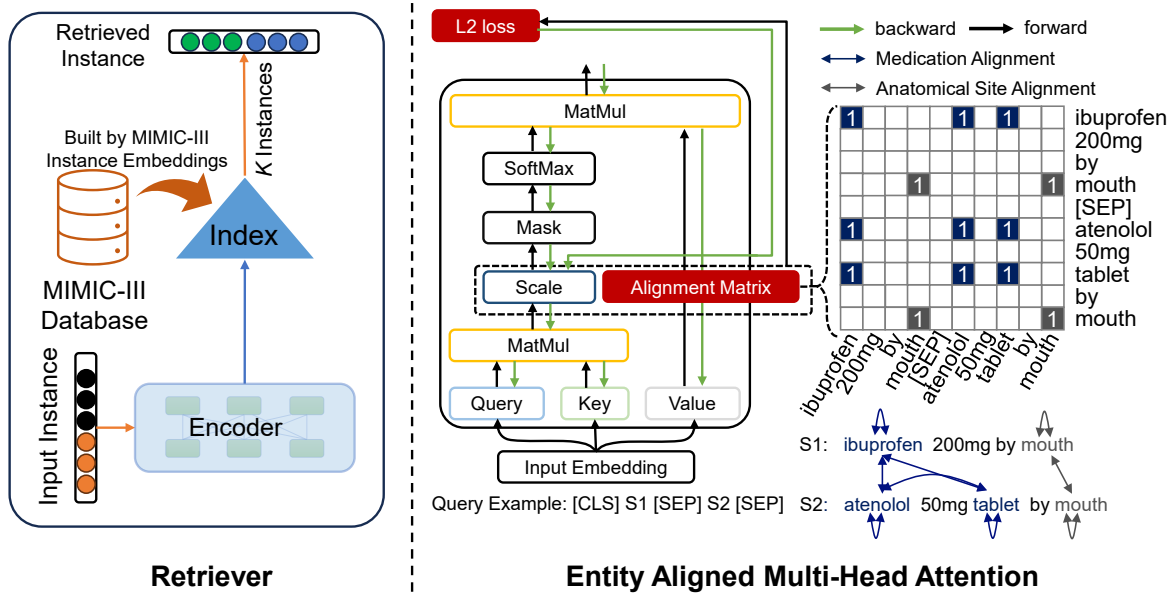 Retrieved
Instance
K Instances
Built by MIMIC-III
Instance Embeddings
Index
MIMIC-III
Database
Input Instance
Encoder
Retriever
L2 loss
backward
forward
Medication Alignment
Anatomical Site Alignment
MatMul
SoftMax
Mask
Scale
Alignment Matrix
MatMul
Query
Key
Value
Input Embedding
Query Example: [CLS] S1 [SEP] S2 [SEP]
1 1 1 ibuprofen
200mg
by
1 1 mouth
[SEP]
1 1 1 atenolol
50mg
1 1 1 tablet
by
1 1 mouth
ibuprofen
200mg
by
mouth
[SEP]
atenolol
50mg
tablet
by
mouth
S1: ibuprofen 200mg by mouth
S2: atenolol 50mg tablet by mouth
Entity Aligned Multi-Head Attention